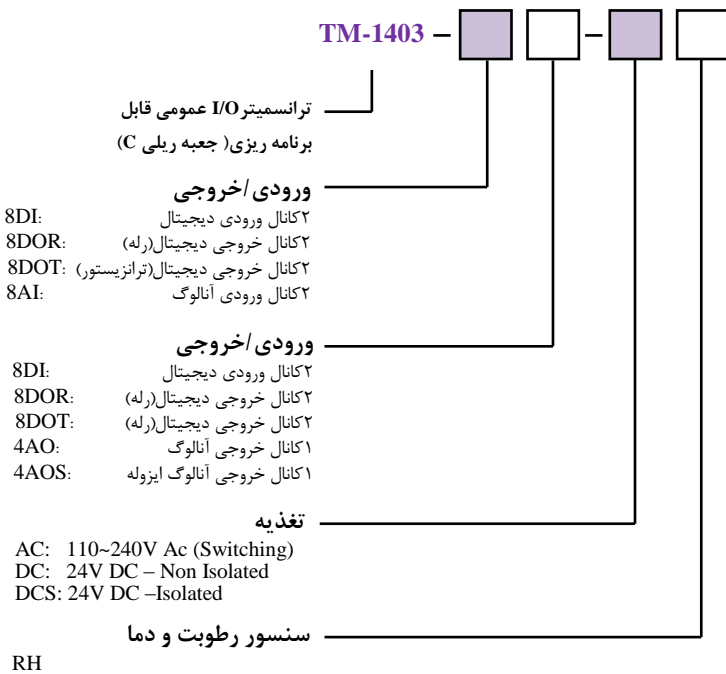 TM-1403 – –
ترانسمیتر I/O عمومی قابل
برنامه ریزی( جعبه ریلی C)
ورودی/خروجی
8DI: ۲کانال ورودی دیجیتال
8DOR: ۲کانال خروجی دیجیتال(رله)
8DOT: ۲کانال خروجی دیجیتال(ترانزیستور)
8AI: ۲کانال ورودی آنالوگ
ورودی/خروجی
8DI: ۲کانال ورودی دیجیتال
8DOR: ۲کانال خروجی دیجیتال(رله)
8DOT: ۲کانال خروجی دیجیتال(رله)
4AO: ۱کانال خروجی آنالوگ
4AOS: ۱کانال خروجی آنالوگ ایزوله
تغذیه
AC: 110~240V Ac (Switching)
DC: 24V DC – Non Isolated
DCS: 24V DC –Isolated
سنسور رطوبت و دما
RH